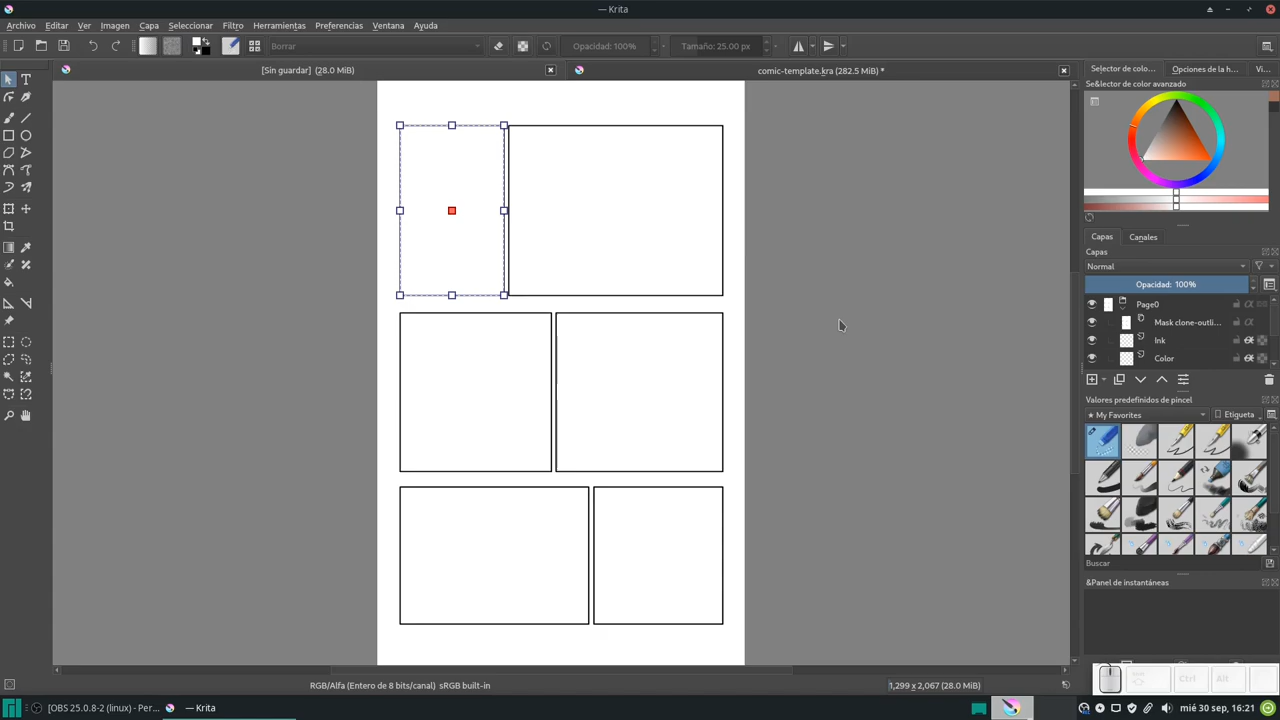 — Krita
Archivo Editar Ver Imagen Capa Seleccionar Filtro Herramientas Preferencias Ventana Ayuda
Borrar Opacidad: 100% Tamaño: 25.00 px
[Sin guardar] (28.0 MiB) comic-template.kra (282.5 MiB) *
Selector de colo... Opciones de la h... Vi...
Se&lector de color avanzado
Capas Canales
Capas
Normal
Opacidad: 100%
Page0
Mask clone-outli...
Ink
Color
Valores predefinidos de pincel
★ My Favorites Etiqueta
Buscar
&Panel de instantáneas
RGB/Alfa (Entero de 8 bits/canal) sRGB built-in 1,299 x 2,067 (28.0 MiB)
Ctrl Alt
[OBS 25.0.8-2 (linux) - Per... — Krita mié 30 sep, 16:21